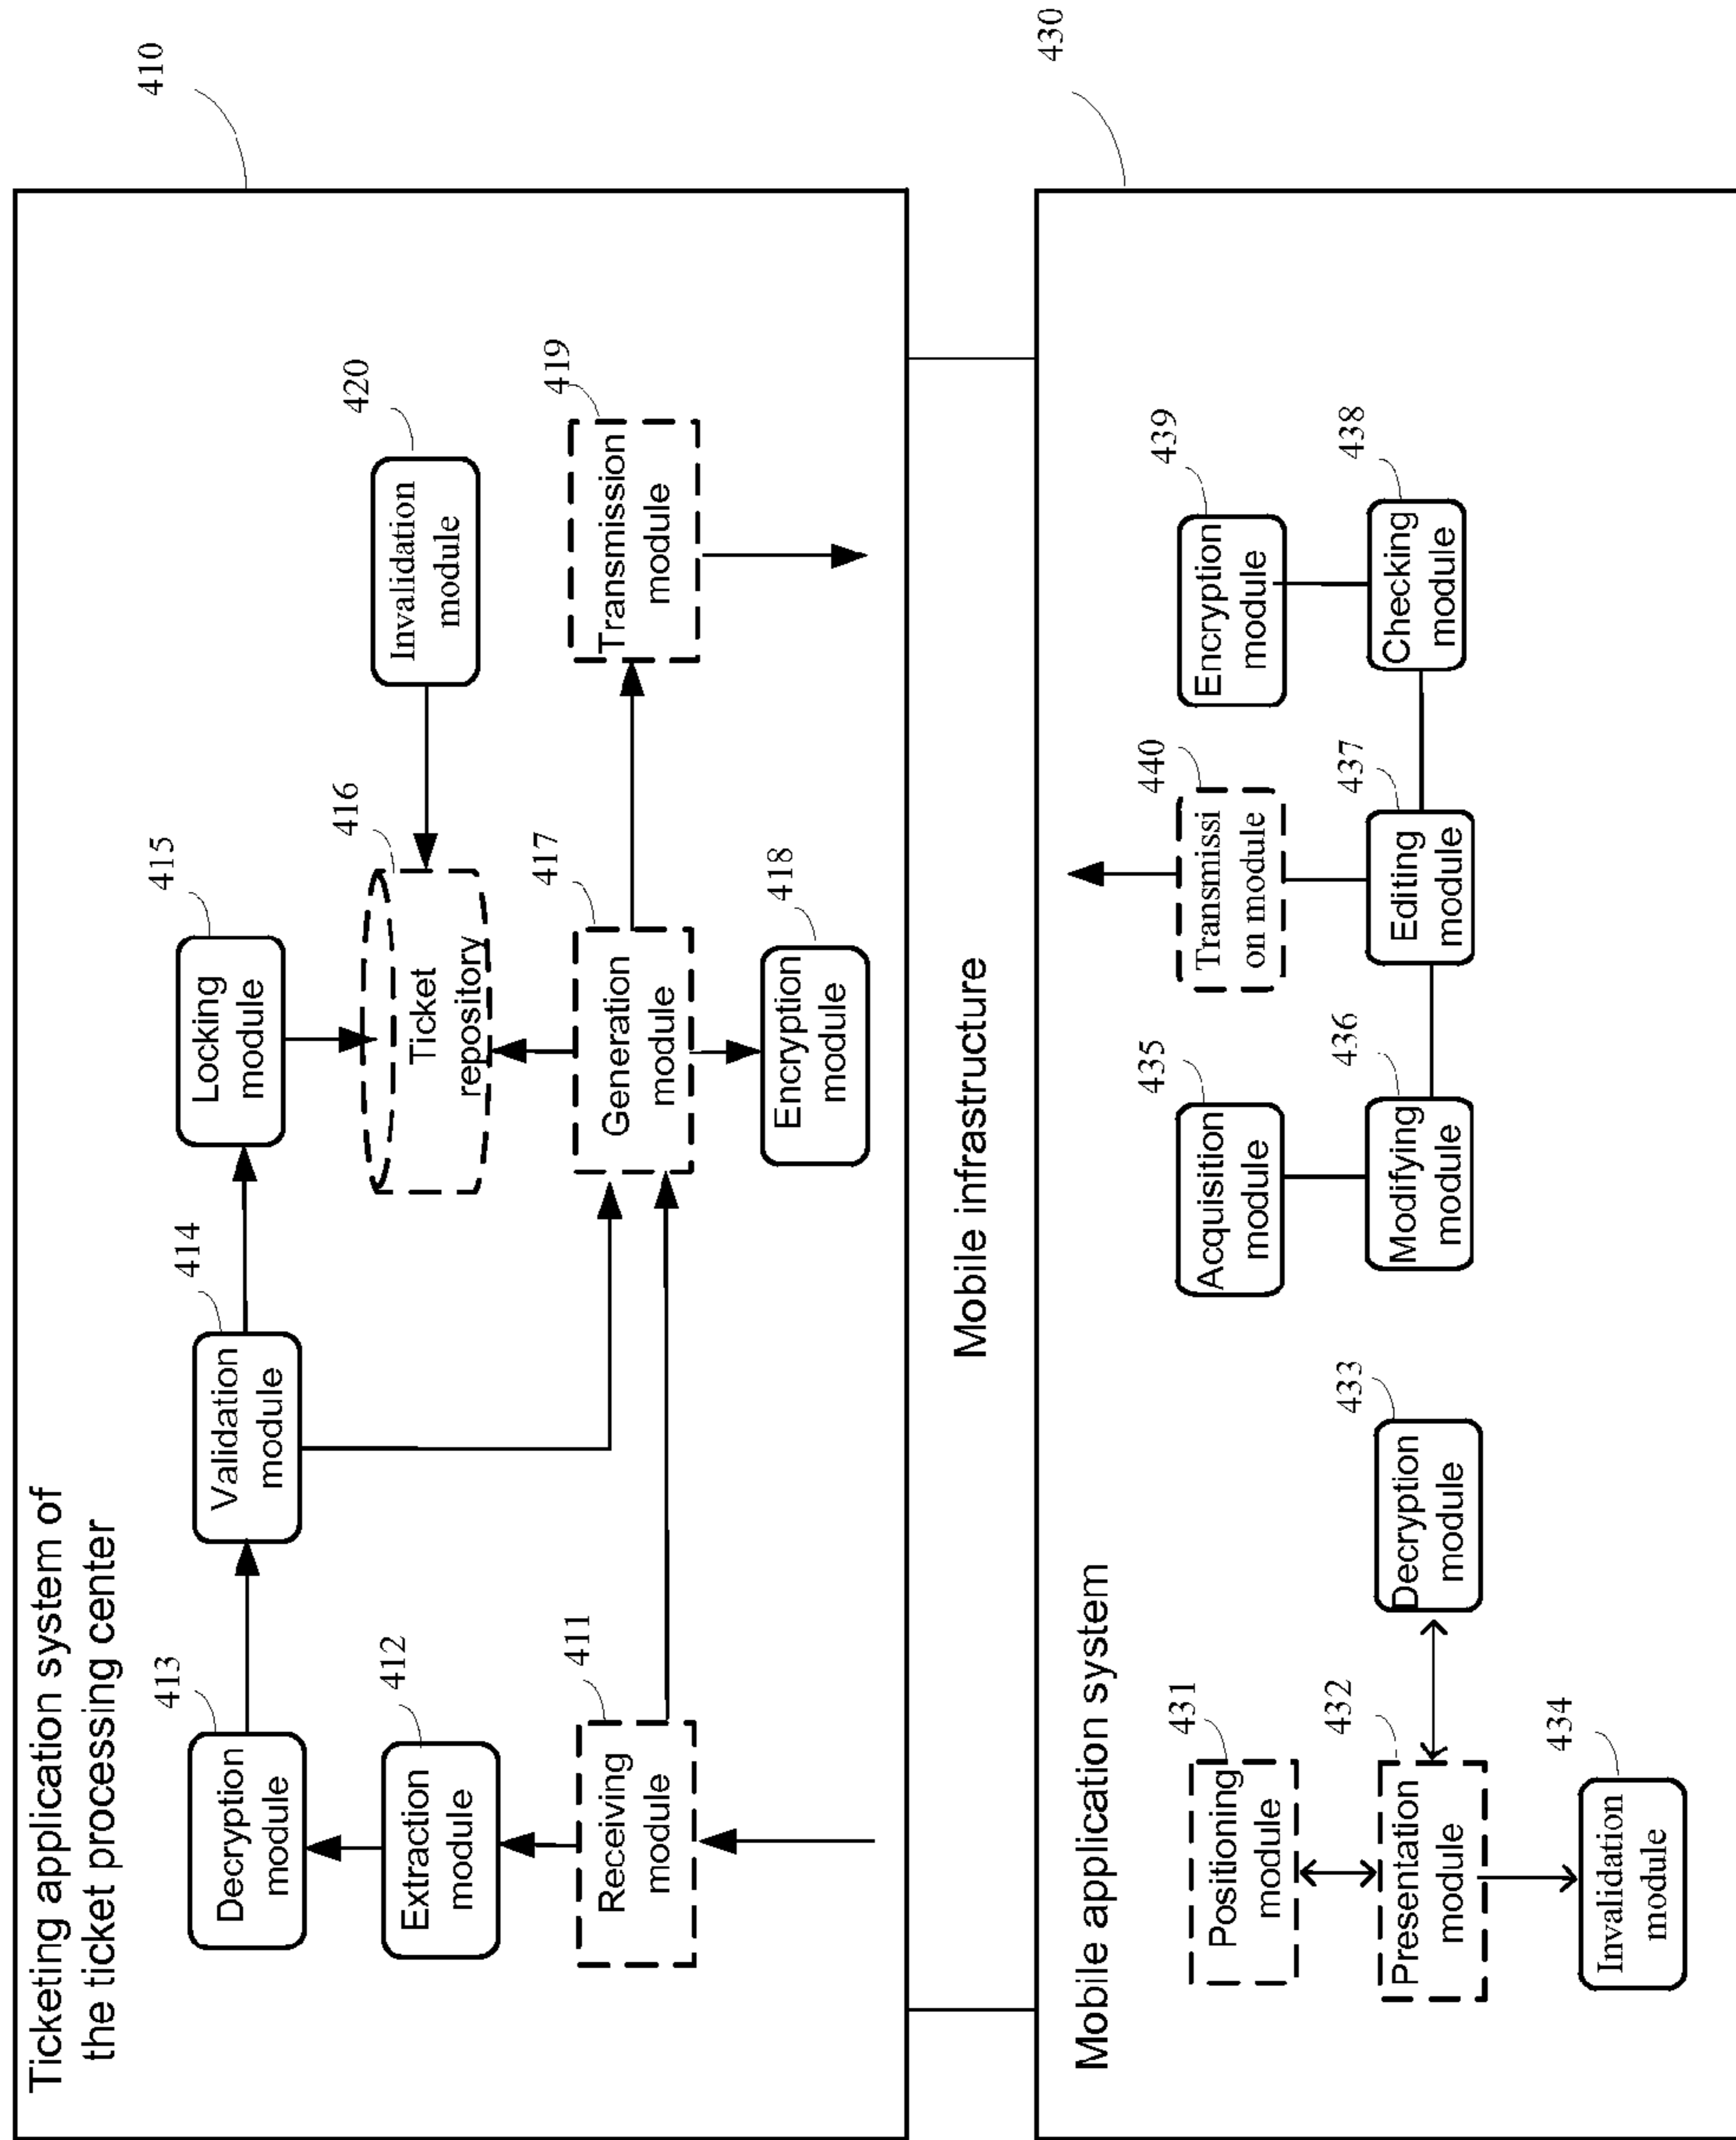 Ticketing application system of
the ticket processing center
410
413
Decryption
module
412
Extraction
module
411
Receiving
module
414
Validation
module
415
Locking
module
416
Ticket
repository
417
Generation
module
418
Encryption
module
420
Invalidation
module
419
Transmission
module
Mobile infrastructure
Mobile application system
430
431
Positioning
module
432
Presentation
module
433
Decryption
module
434
Invalidation
module
435
Acquisition
module
436
Modifying
module
440
Transmissi
on module
437
Editing
module
439
Encryption
module
438
Checking
module